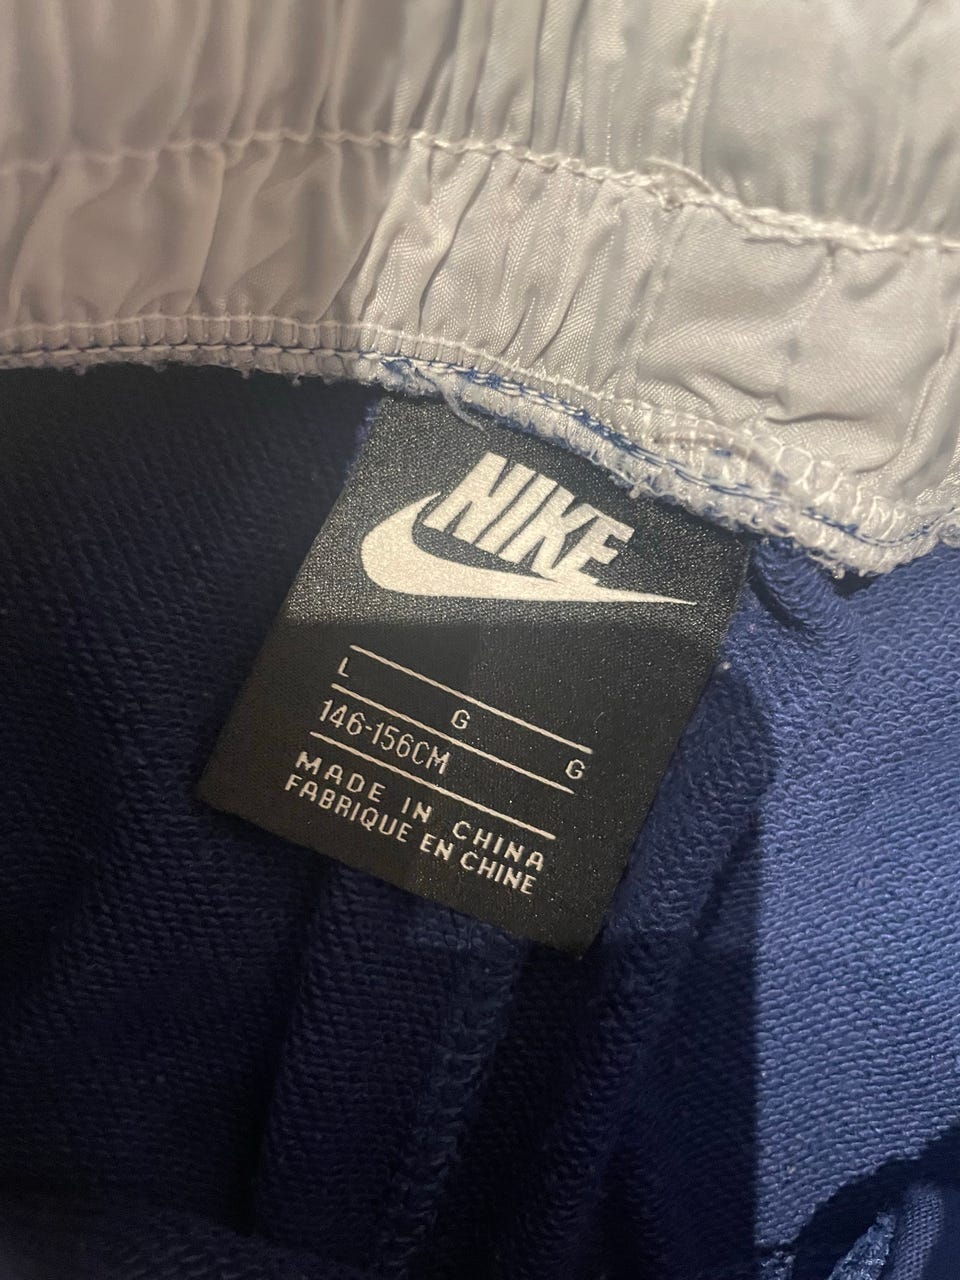 NIKE
L G G
146-156CM
MADE IN CHINA
FABRIQUE EN CHINE